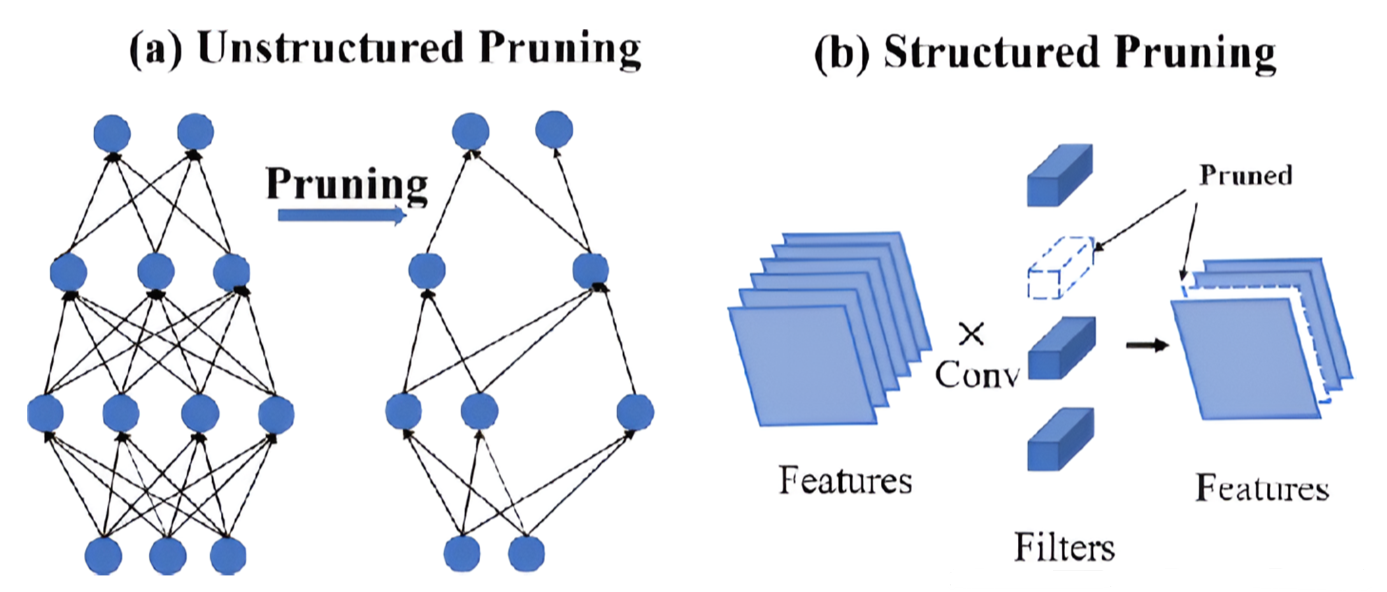 (a) Unstructured Pruning
Pruning
(b) Structured Pruning
Pruned
×
Conv
Features
Features
Filters